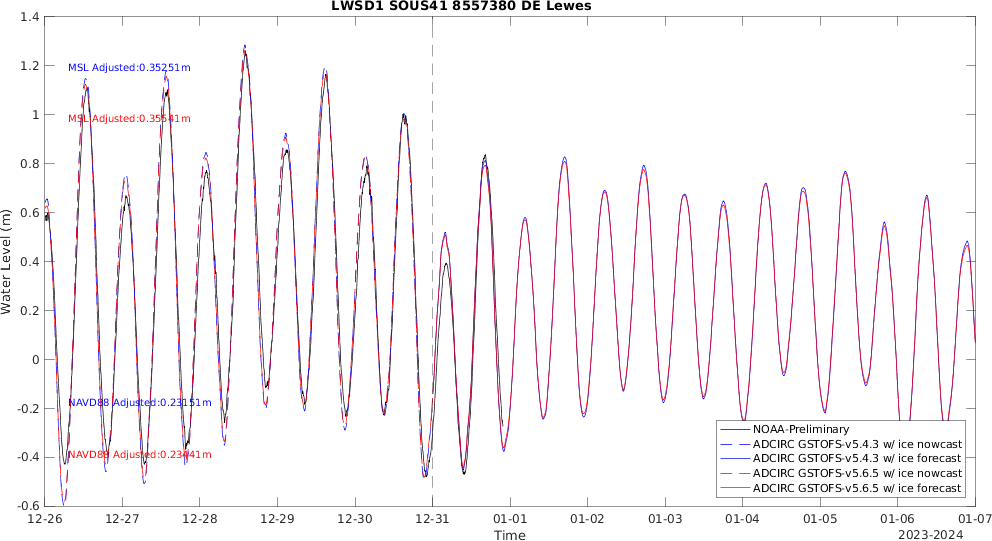 LWSD1 SOUS41 8557380 DE Lewes
1.4
1.2
1
0.8
0.6
0.4
0.2
0
-0.2
-0.4
-0.6
Water Level (m)
MSL Adjusted:0.35251m
MSL Adjusted:0.35541m
NAVD88 Adjusted:0.23151m
NAVD88 Adjusted:0.23441m
NOAA-Preliminary
ADCIRC GSTOFS-v5.4.3 w/ ice nowcast
ADCIRC GSTOFS-v5.4.3 w/ ice forecast
ADCIRC GSTOFS-v5.6.5 w/ ice nowcast
ADCIRC GSTOFS-v5.6.5 w/ ice forecast
12-26 12-27 12-28 12-29 12-30 12-31 01-01 01-02 01-03 01-04 01-05 01-06 01-07
Time
2023-2024